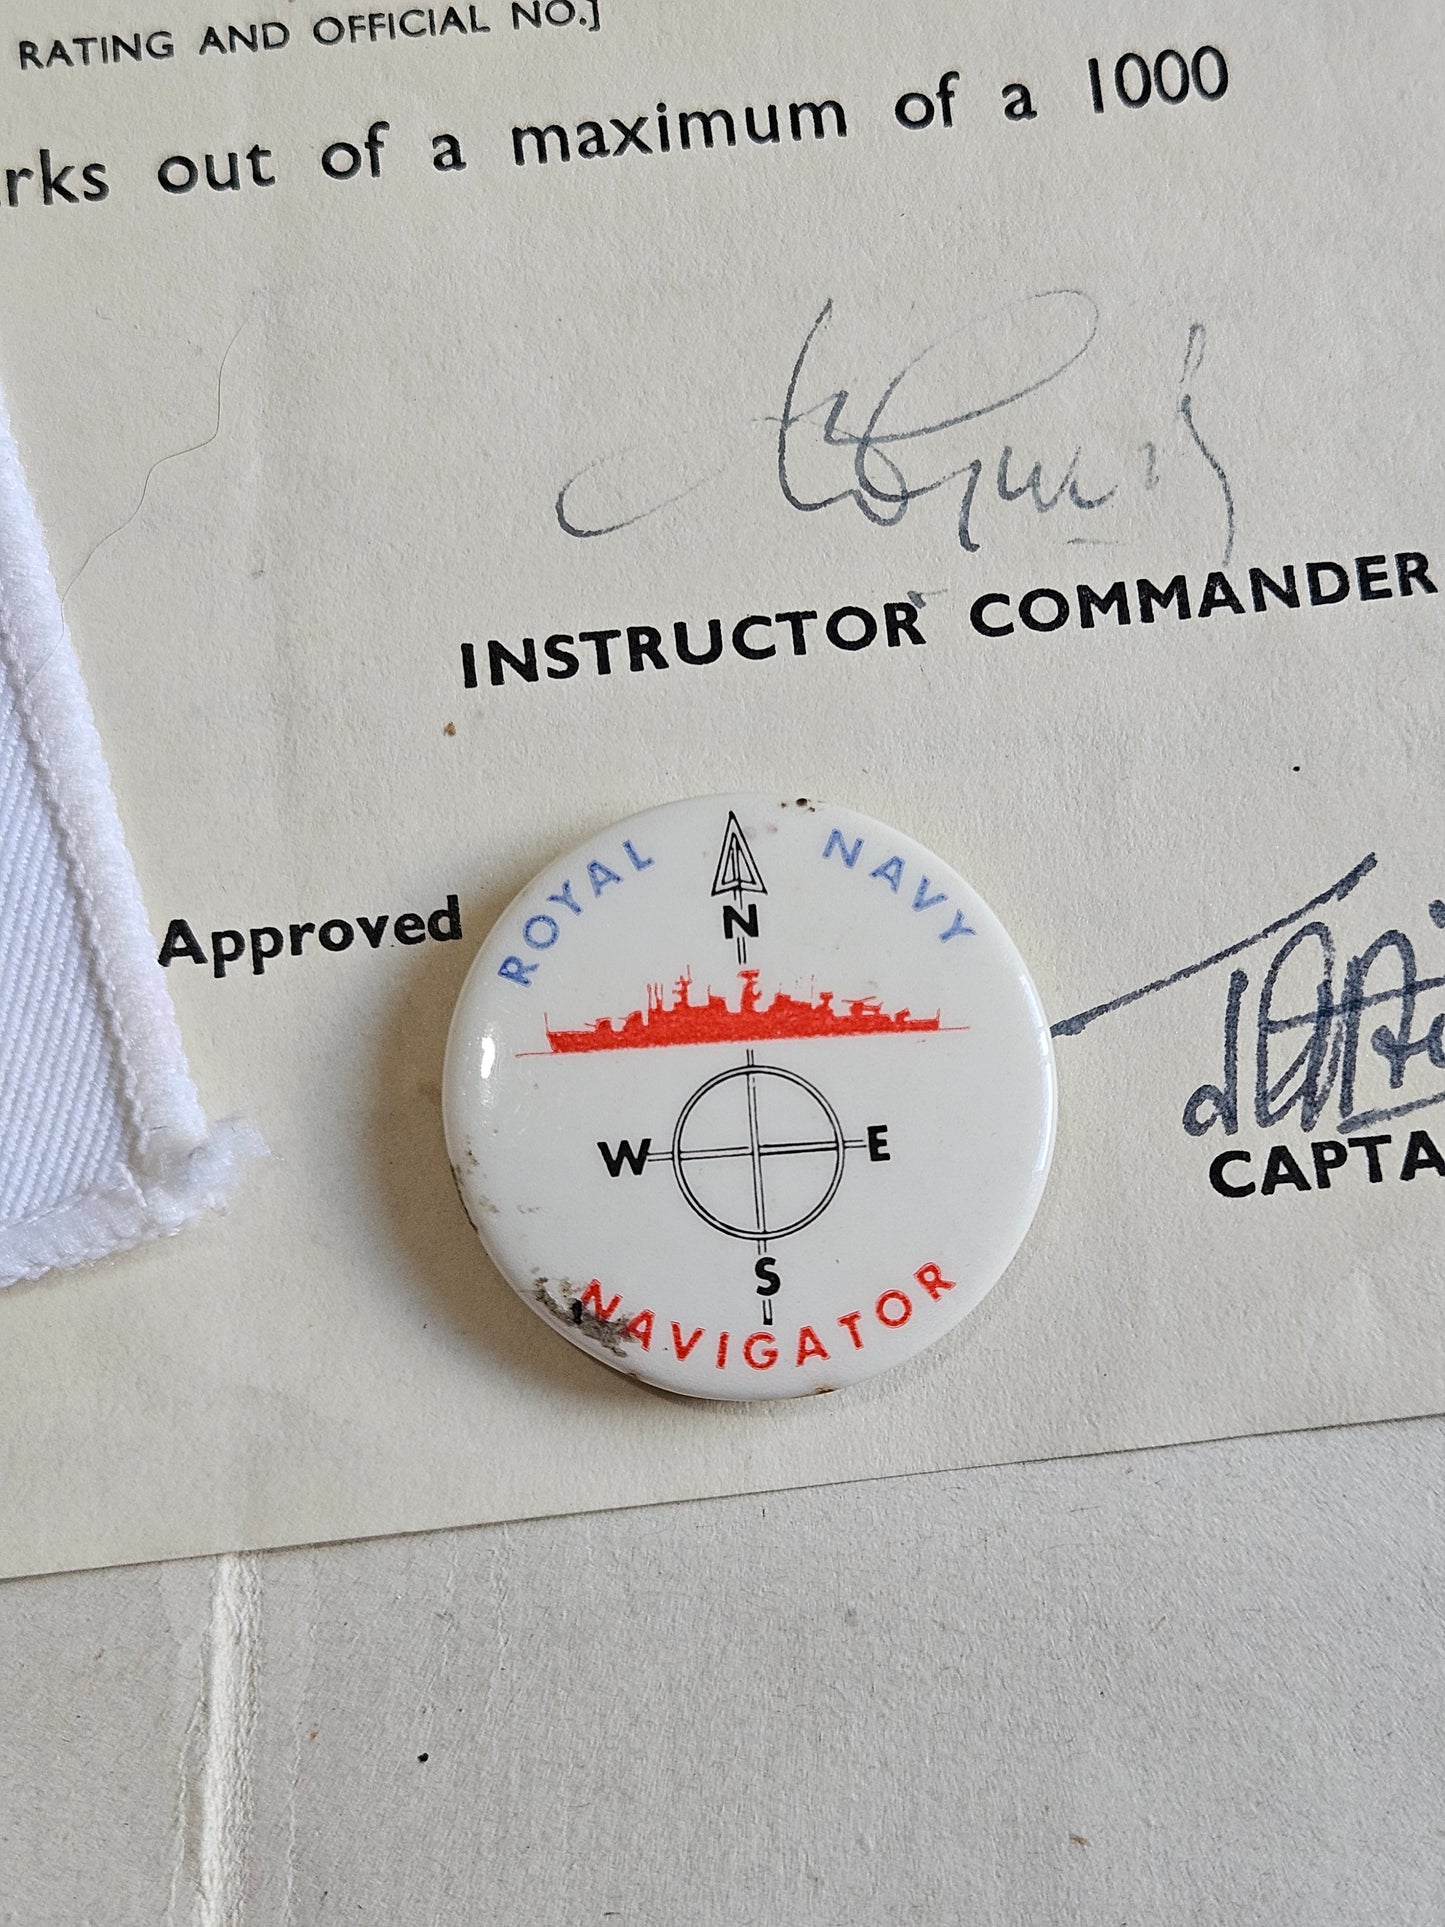 RATING AND OFFICIAL NO.]
rks out of a maximum of a 1000
INSTRUCTOR COMMANDER
Approved
CAPTA
ROYAL NAVY
N
W E
S
NAVIGATOR